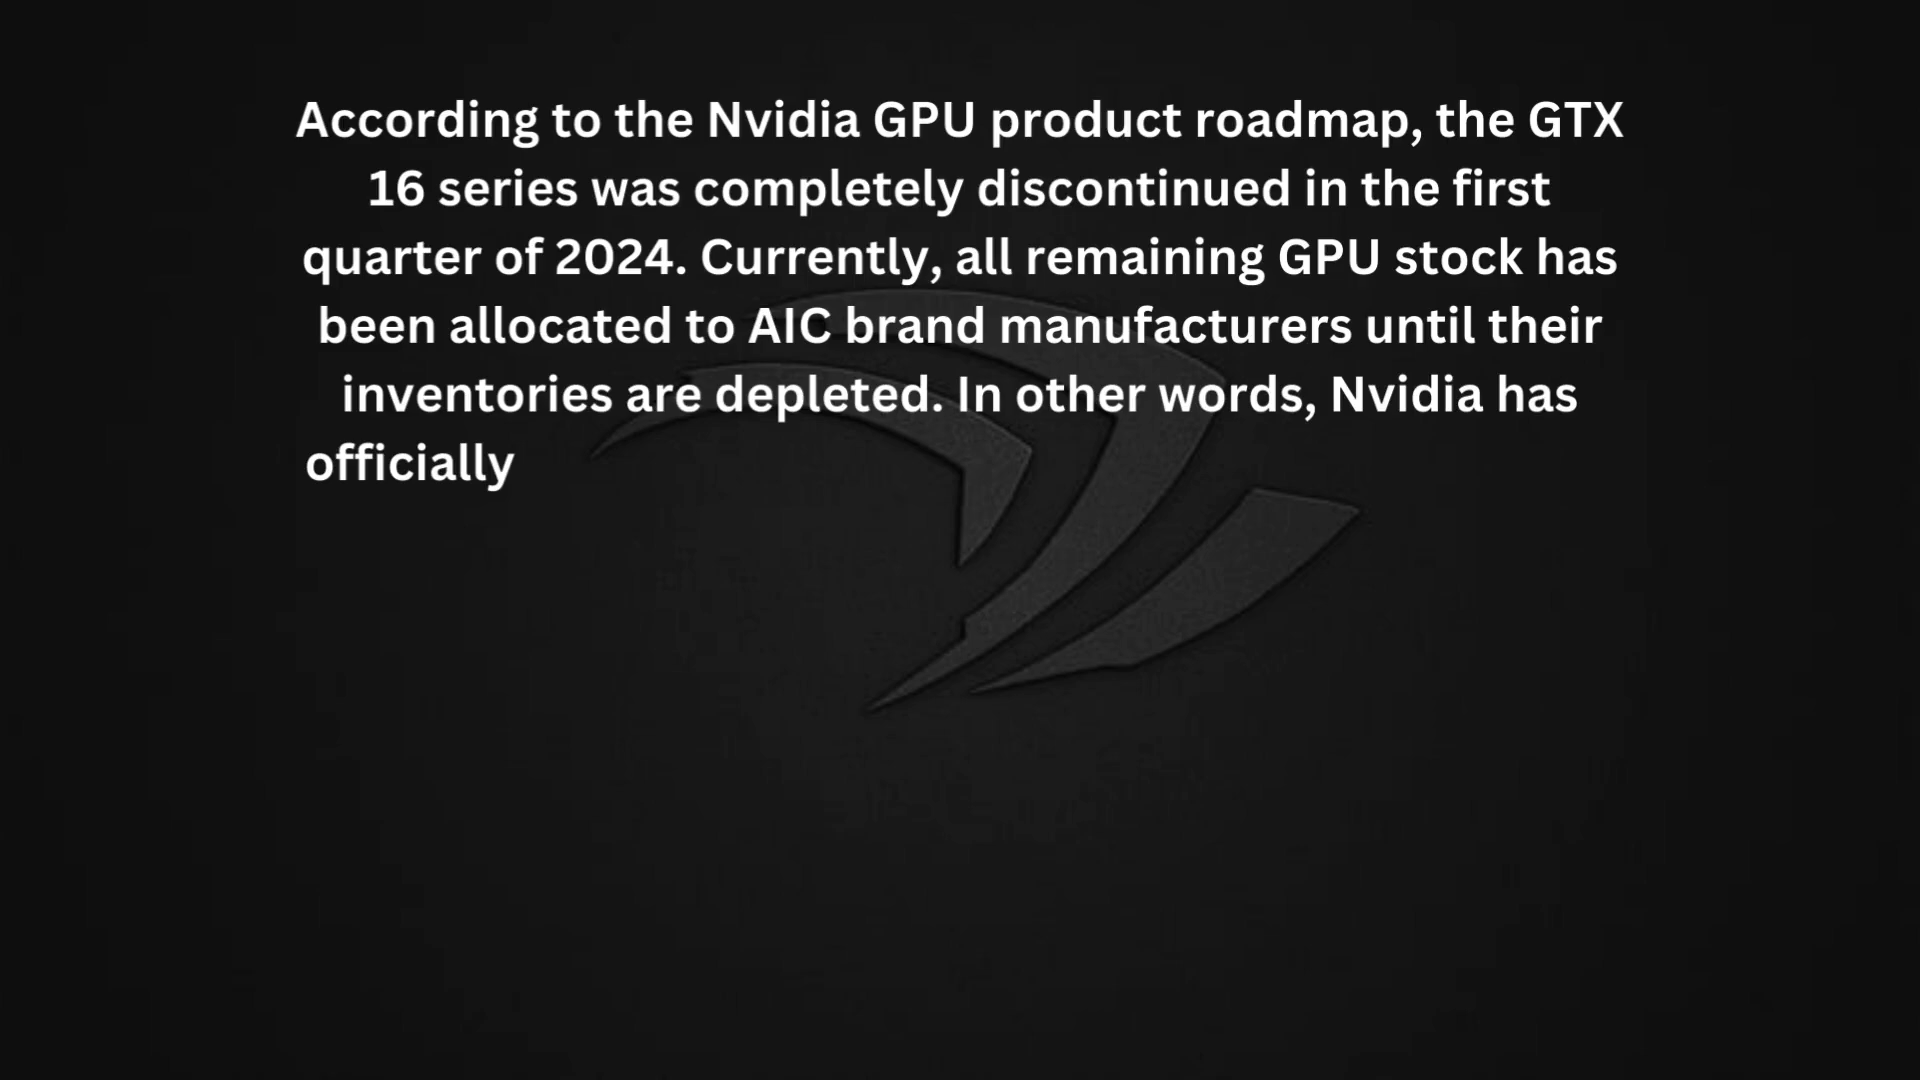 According to the Nvidia GPU product roadmap, the GTX
16 series was completely discontinued in the first
quarter of 2024. Currently, all remaining GPU stock has
been allocated to AIC brand manufacturers until their
inventories are depleted. In other words, Nvidia has
officially